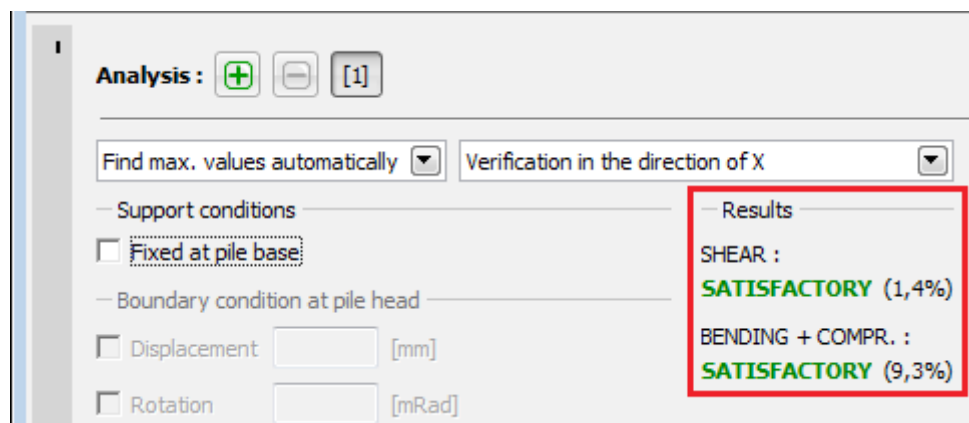 Analysis : [1]
Find max. values automatically Verification in the direction of X
Support conditions
Fixed at pile base
Boundary condition at pile head
Displacement [mm]
Rotation [mRad]
Results
SHEAR :
SATISFACTORY (1,4%)
BENDING + COMPR. :
SATISFACTORY (9,3%)